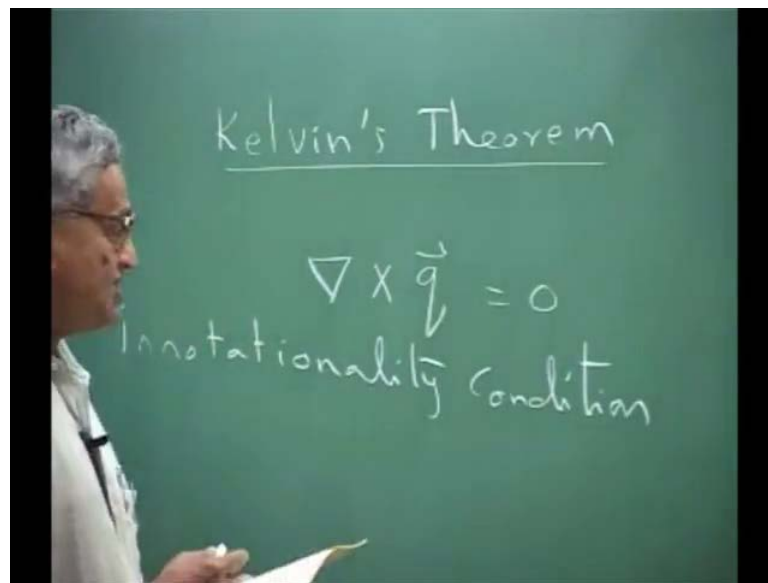 Kelvin's Theorem
∇ × q⃗ = 0
Irrotationality Condition